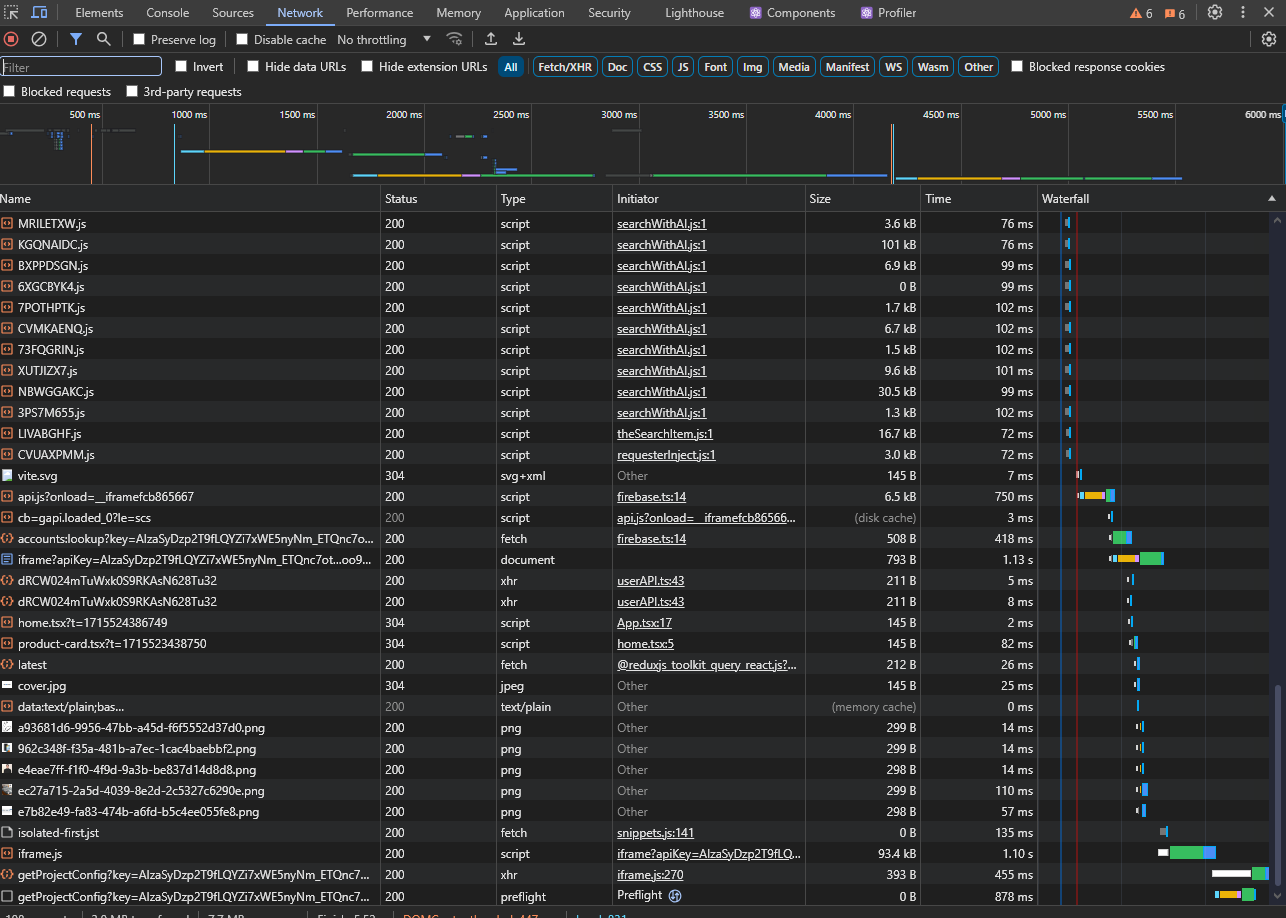 Elements Console Sources Network Performance Memory Application Security Lighthouse Components Profiler 6 6
Preserve log Disable cache No throttling
Filter Invert Hide data URLs Hide extension URLs All Fetch/XHR Doc CSS JS Font Img Media Manifest WS Wasm Other Blocked response cookies
Blocked requests 3rd-party requests
500 ms 1000 ms 1500 ms 2000 ms 2500 ms 3000 ms 3500 ms 4000 ms 4500 ms 5000 ms 5500 ms 6000 ms
Name Status Type Initiator Size Time Waterfall
MRILETXW.js 200 script searchWithAI.js:1 3.6 kB 76 ms
KGQNAIDC.js 200 script searchWithAI.js:1 101 kB 76 ms
BXPPDSGN.js 200 script searchWithAI.js:1 6.9 kB 99 ms
6XGCBYK4.js 200 script searchWithAI.js:1 0 B 99 ms
7POTHPTK.js 200 script searchWithAI.js:1 1.7 kB 102 ms
CVMKAENQ.js 200 script searchWithAI.js:1 6.7 kB 102 ms
73FQGRIN.js 200 script searchWithAI.js:1 1.5 kB 102 ms
XUTJIZX7.js 200 script searchWithAI.js:1 9.6 kB 101 ms
NBWGGAKC.js 200 script searchWithAI.js:1 30.5 kB 99 ms
3PS7M655.js 200 script searchWithAI.js:1 1.3 kB 102 ms
LIVABGHF.js 200 script theSearchItem.js:1 16.7 kB 72 ms
CVUAXPMM.js 200 script requesterInject.js:1 3.0 kB 72 ms
vite.svg 304 svg+xml Other 145 B 7 ms
api.js?onload=__iframefcb865667 200 script firebase.ts:14 6.5 kB 750 ms
cb=gapi.loaded_0?le=scs 200 script api.js?onload=__iframefcb86566... (disk cache) 3 ms
accounts:lookup?key=AIzaSyDzp2T9fLQYZi7xWE5nyNm_ETQnc7o... 200 fetch firebase.ts:14 508 B 418 ms
iframe?apiKey=AIzaSyDzp2T9fLQYZi7xWE5nyNm_ETQnc7ot...oo9... 200 document Other 793 B 1.13 s
dRCW024mTuWxk0S9RKAsN628Tu32 200 xhr userAPI.ts:43 211 B 5 ms
dRCW024mTuWxk0S9RKAsN628Tu32 200 xhr userAPI.ts:43 211 B 8 ms
home.tsx?t=1715524386749 304 script App.tsx:17 145 B 2 ms
product-card.tsx?t=1715523438750 304 script home.tsx:5 145 B 82 ms
latest 200 fetch @reduxjs_toolkit_query_react.js?... 212 B 26 ms
cover.jpg 304 jpeg Other 145 B 25 ms
data:text/plain;bas... 200 text/plain Other (memory cache) 0 ms
a93681d6-9956-47bb-a45d-f6f5552d37d0.png 200 png Other 299 B 14 ms
962c348f-f35a-481b-a7ec-1cac4baebbf2.png 200 png Other 299 B 14 ms
e4eae7ff-f1f0-4f9d-9a3b-be837d14d8d8.png 200 png Other 298 B 14 ms
ec27a715-2a5d-4039-8e2d-2c5327c6290e.png 200 png Other 299 B 110 ms
e7b82e49-fa83-474b-a6fd-b5c4ee055fe8.png 200 png Other 298 B 57 ms
isolated-first.jst 200 fetch snippets.js:141 0 B 135 ms
iframe.js 200 script iframe?apiKey=AIzaSyDzp2T9fLQ... 93.4 kB 1.10 s
getProjectConfig?key=AIzaSyDzp2T9fLQYZi7xWE5nyNm_ETQnc7... 200 xhr iframe.js:270 393 B 455 ms
getProjectConfig?key=AIzaSyDzp2T9fLQYZi7xWE5nyNm_ETQnc7... 200 preflight Preflight 0 B 878 ms